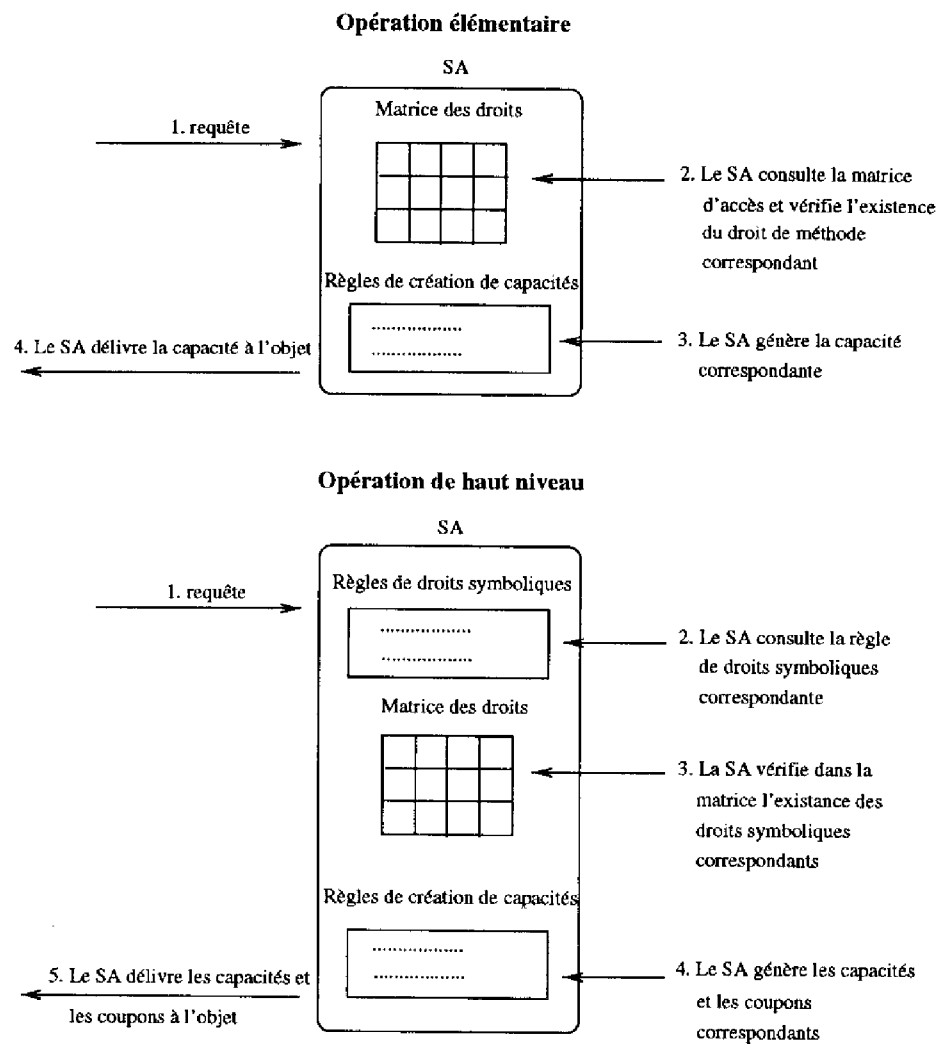 Opération élémentaire
SA
Matrice des droits
1. requête
2. Le SA consulte la matrice
d'accès et vérifie l'existence
du droit de méthode
correspondant
Règles de création de capacités
....................
....................
4. Le SA délivre la capacité à l'objet
3. Le SA génère la capacité
correspondante
Opération de haut niveau
SA
Règles de droits symboliques
1. requête
....................
....................
2. Le SA consulte la règle
de droits symboliques
correspondante
Matrice des droits
3. La SA vérifie dans la
matrice l'existance des
droits symboliques
correspondants
Règles de création de capacités
....................
....................
5. Le SA délivre les capacités et
les coupons à l'objet
4. Le SA génére les capacités
et les coupons
correspondants